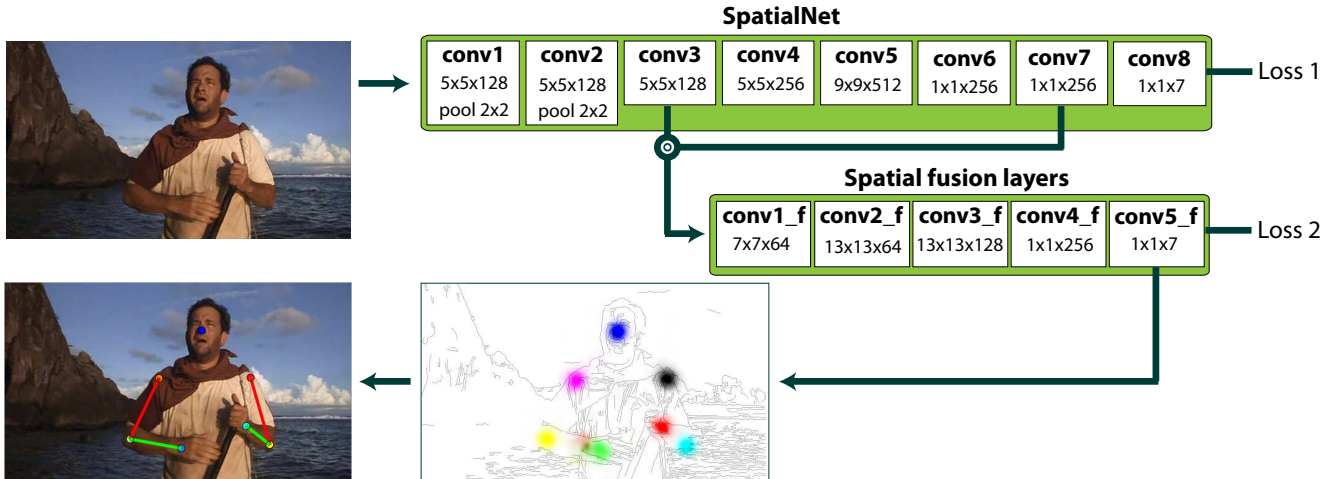 SpatialNet
conv1 conv2 conv3 conv4 conv5 conv6 conv7 conv8
5x5x128 5x5x128 5x5x128 5x5x256 9x9x512 1x1x256 1x1x256 1x1x7
pool 2x2 pool 2x2
Loss 1
Spatial fusion layers
conv1_f conv2_f conv3_f conv4_f conv5_f
7x7x64 13x13x64 13x13x128 1x1x256 1x1x7
Loss 2